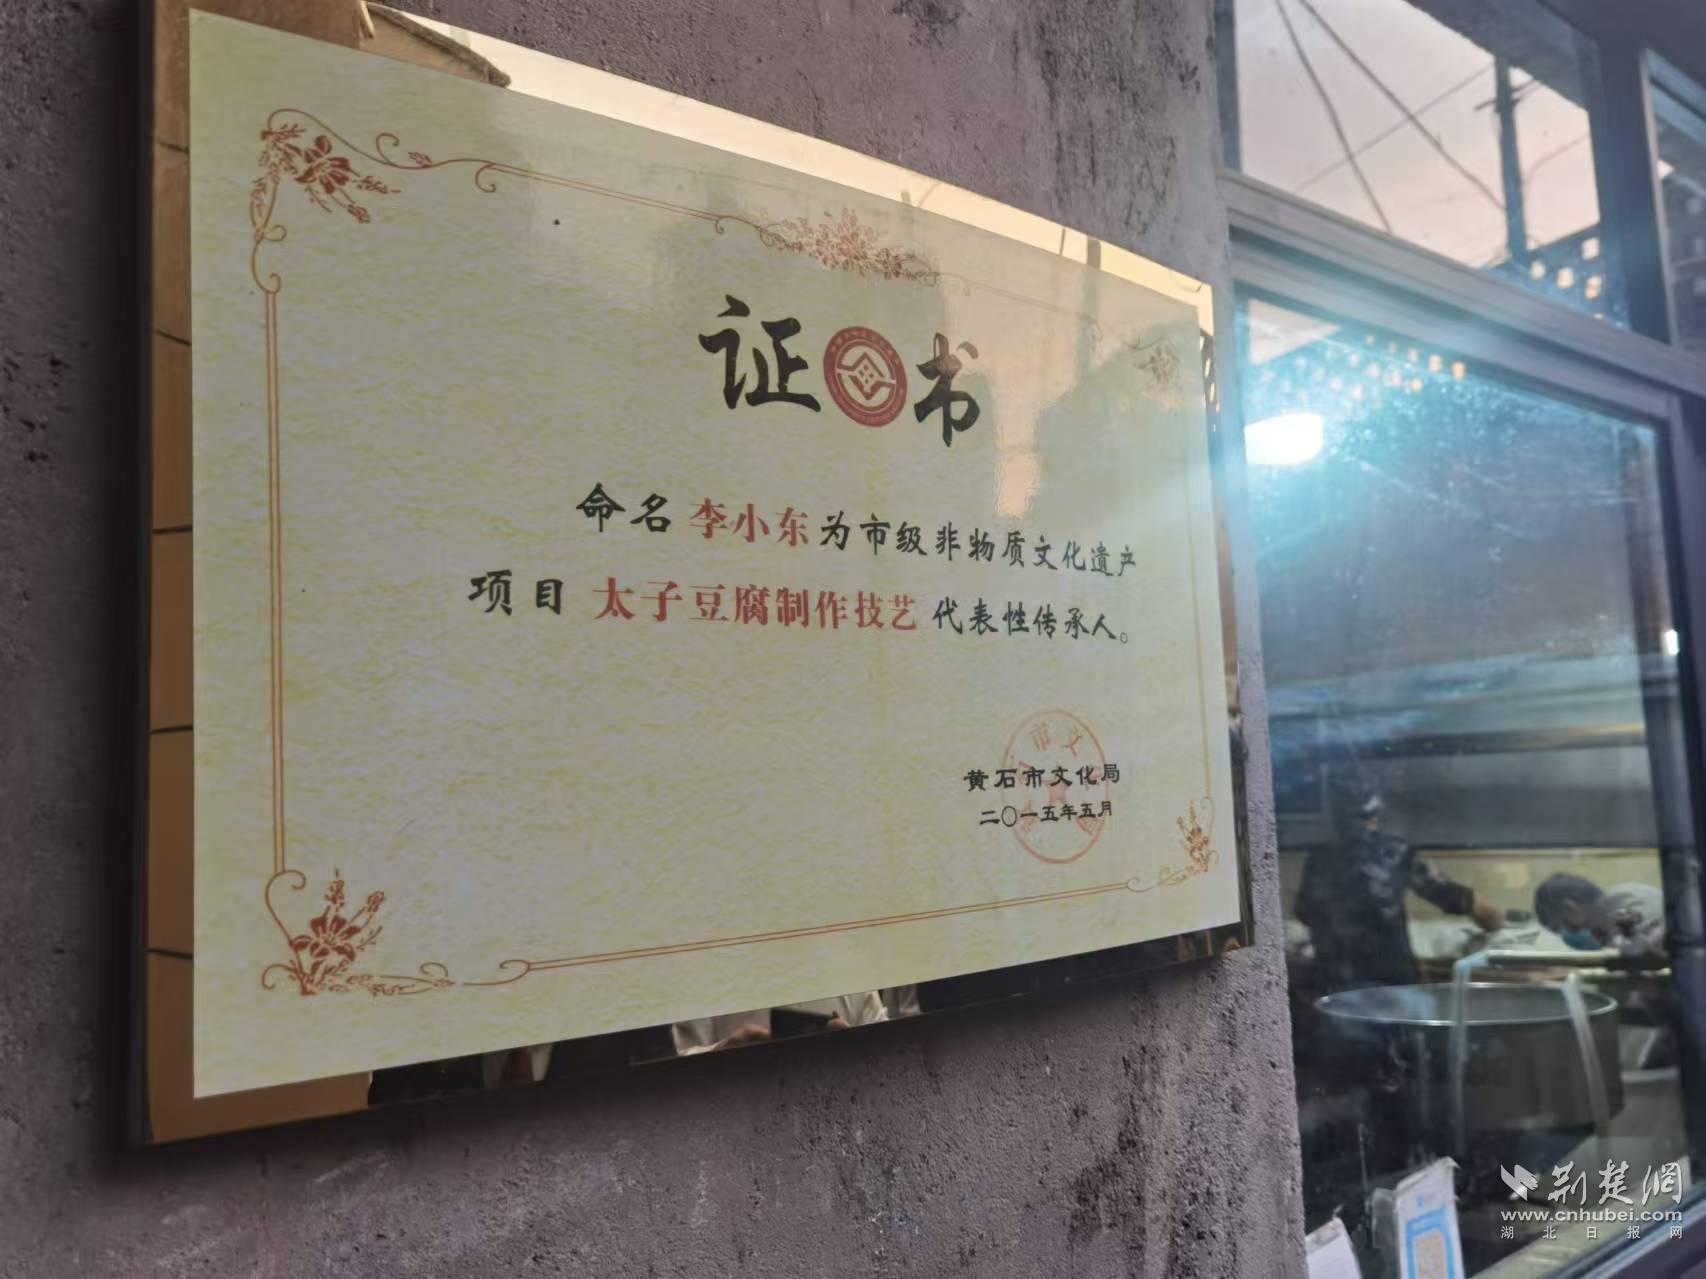 证书
命名 李小东 为市级非物质文化遗产
项目 太子豆腐制作技艺 代表性传承人。
黄石市文化局
二〇一五年五月
荆楚网
www.cnhubei.com
湖北日报网